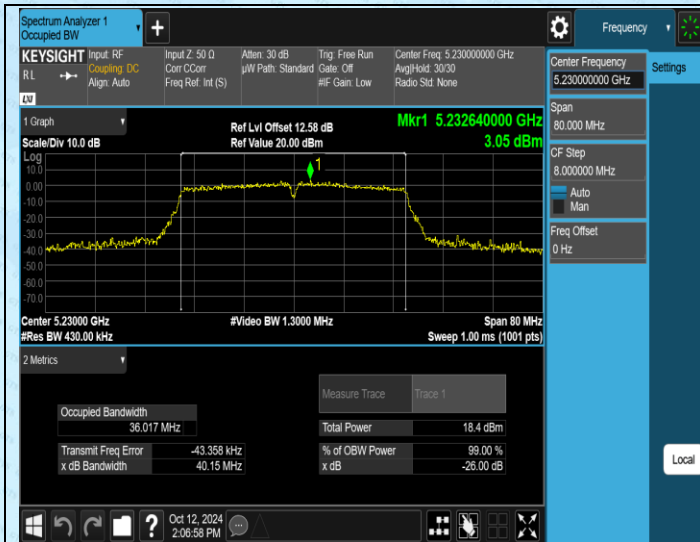 Spectrum Analyzer 1
Occupied BW
Frequency
KEYSIGHT
Input: RF
Input Z: 50 Ω
Atten: 30 dB
Trig: Free Run
Center Freq: 5.230000000 GHz
R L
Coupling: DC
Corr CCorr
µW Path: Standard
Gate: Off
Avg|Hold: 30/30
Align: Auto
Freq Ref: Int (S)
#IF Gain: Low
Radio Std: None
LXI
Center Frequency
5.230000000 GHz
Settings
Span
80.000 MHz
CF Step
8.000000 MHz
Auto
Man
Freq Offset
0 Hz
1 Graph
Ref Lvl Offset 12.58 dB
Mkr1 5.232640000 GHz
Scale/Div 10.0 dB
Ref Value 20.00 dBm
3.05 dBm
Log
1
10.0
0.00
-10.0
-20.0
-30.0
-40.0
-50.0
-60.0
-70.0
Center 5.23000 GHz
#Video BW 1.3000 MHz
Span 80 MHz
#Res BW 430.00 kHz
Sweep 1.00 ms (1001 pts)
2 Metrics
Measure Trace
Trace 1
Occupied Bandwidth
36.017 MHz
Total Power
18.4 dBm
Transmit Freq Error
-43.358 kHz
% of OBW Power
99.00 %
x dB Bandwidth
40.15 MHz
x dB
-26.00 dB
Local
?
Oct 12, 2024
2:06:58 PM